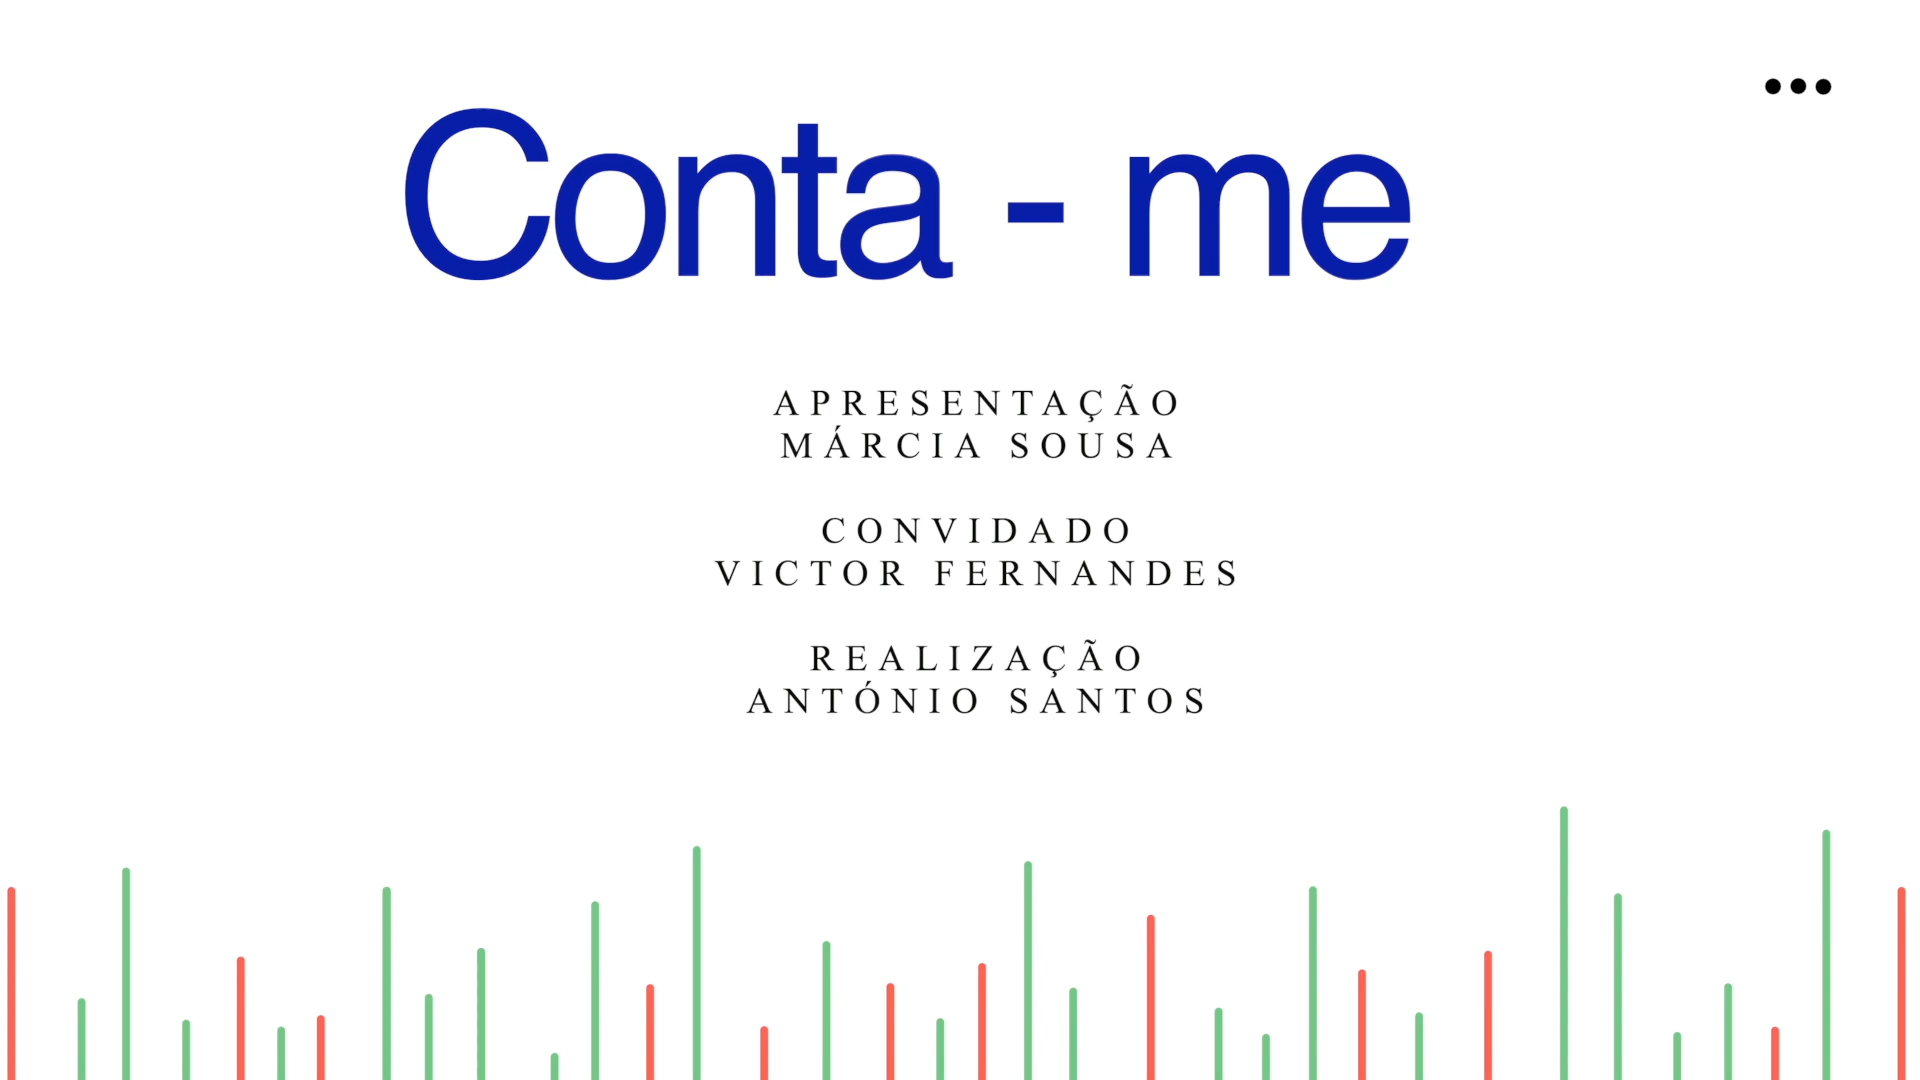 Conta - me
APRESENTAÇÃO
MÁRCIA SOUSA
CONVIDADO
VICTOR FERNANDES
REALIZAÇÃO
ANTÓNIO SANTOS